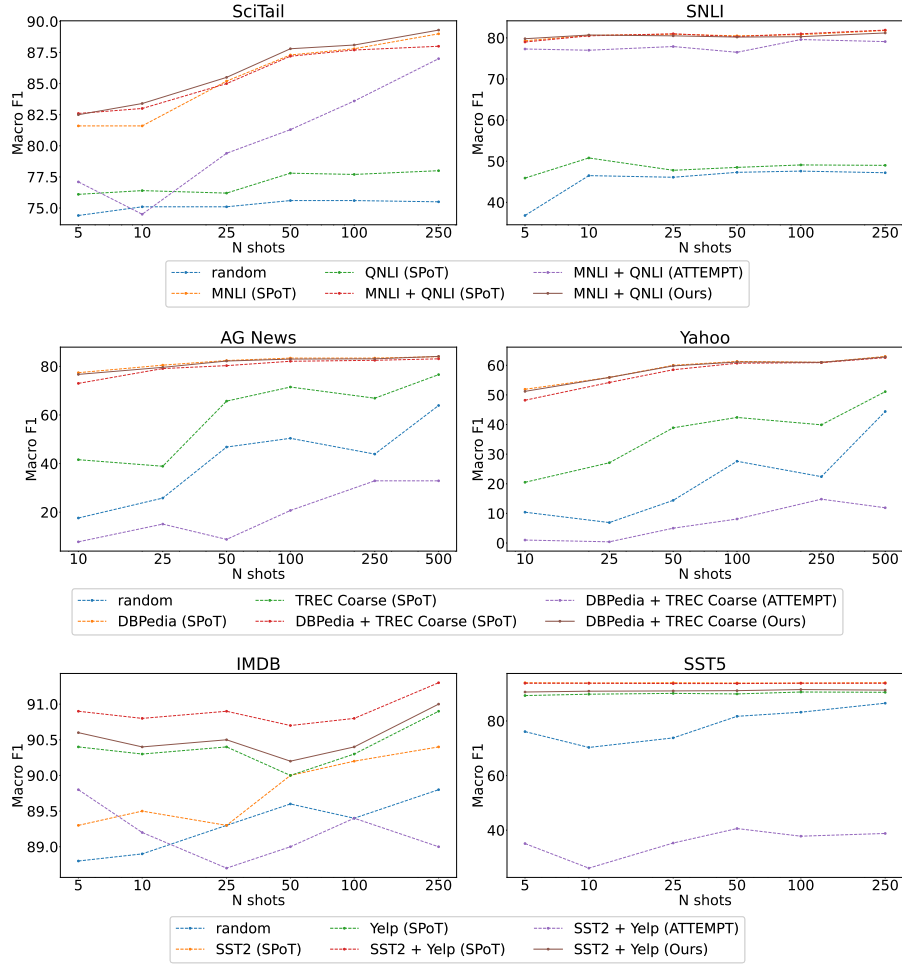 SciTail
SNLI
Macro F1
90.0
87.5
85.0
82.5
80.0
77.5
75.0
5 10 25 50 100 250
N shots
Macro F1
80
70
60
50
40
5 10 25 50 100 250
N shots
random QNLI (SPoT) MNLI + QNLI (ATTEMPT)
MNLI (SPoT) MNLI + QNLI (SPoT) MNLI + QNLI (Ours)
AG News
Yahoo
Macro F1
80
60
40
20
10 25 50 100 250 500
N shots
Macro F1
60
50
40
30
20
10
0
10 25 50 100 250 500
N shots
random TREC Coarse (SPoT) DBPedia + TREC Coarse (ATTEMPT)
DBPedia (SPoT) DBPedia + TREC Coarse (SPoT) DBPedia + TREC Coarse (Ours)
IMDB
SST5
Macro F1
91.0
90.5
90.0
89.5
89.0
5 10 25 50 100 250
N shots
Macro F1
80
60
40
5 10 25 50 100 250
N shots
random Yelp (SPoT) SST2 + Yelp (ATTEMPT)
SST2 (SPoT) SST2 + Yelp (SPoT) SST2 + Yelp (Ours)